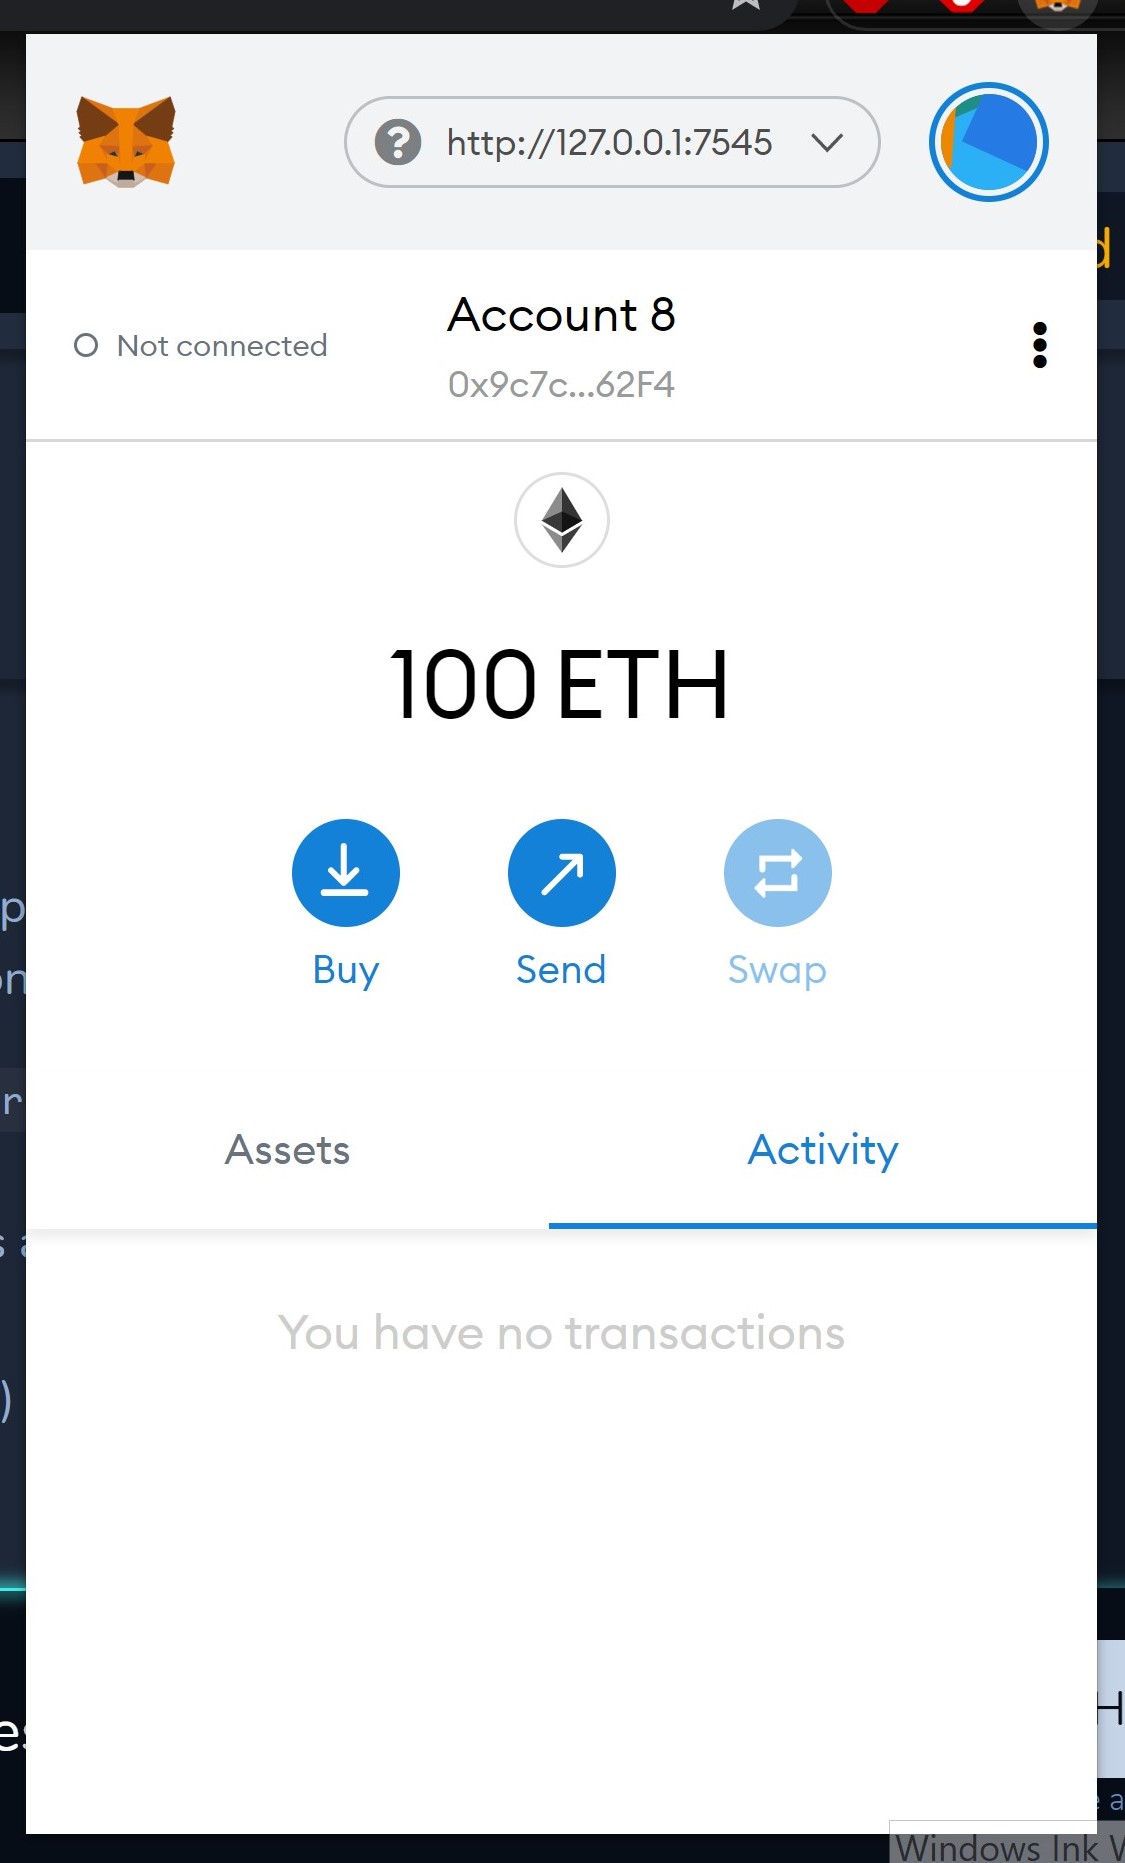 http://127.0.0.1:7545
Account 8
Not connected
0x9c7c...62F4
100 ETH
Buy
Send
Swap
Assets
Activity
You have no transactions
Windows Ink